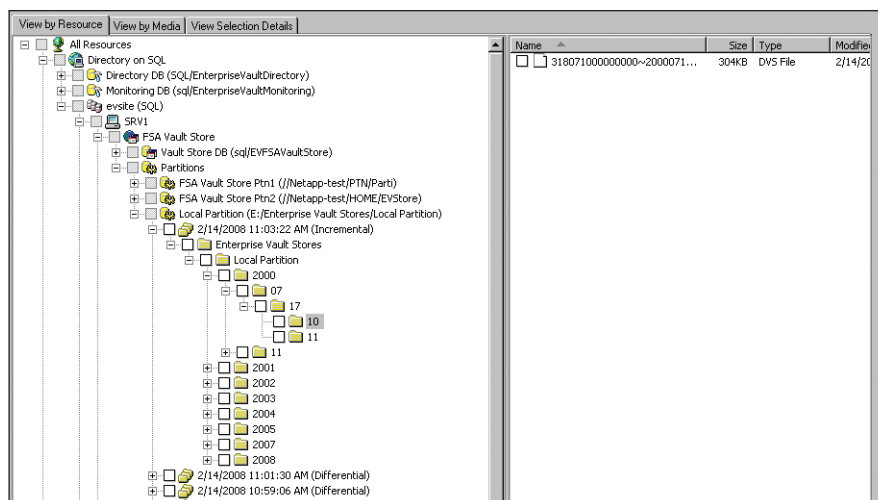 View by Resource View by Media View Selection Details
All Resources
Directory on SQL
Directory DB (SQL/EnterpriseVaultDirectory)
Monitoring DB (sql/EnterpriseVaultMonitoring)
evsite (SQL)
SRV1
FSA Vault Store
Vault Store DB (sql/EVFSAVaultStore)
Partitions
FSA Vault Store Ptn1 (//Netapp-test/PTN/Parti)
FSA Vault Store Ptn2 (//Netapp-test/HOME/EVStore)
Local Partition (E:/Enterprise Vault Stores/Local Partition)
2/14/2008 11:03:22 AM (Incremental)
Enterprise Vault Stores
Local Partition
2000
07
17
10
11
11
2001
2002
2003
2004
2005
2007
2008
2/14/2008 11:01:30 AM (Differential)
2/14/2008 10:59:06 AM (Differential)
Name Size Type Modified
318071000000000~2000071... 304KB DVS File 2/14/20